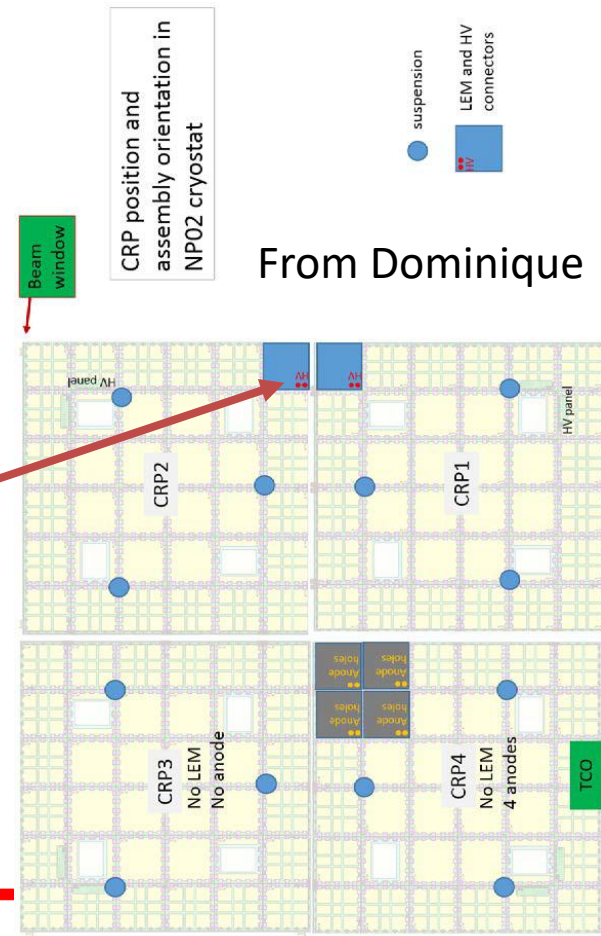 CRP position and
assembly orientation in
NP02 cryostat
suspension
LEM and HV
connectors
HV
Beam
window
From Dominique
HV panel
CRP2
HV
HV
CRP1
HV panel
CRP3
No LEM
No anode
Anode
holes
Anode
holes
Anode
holes
Anode
holes
CRP4
No LEM
4 anodes
TCO